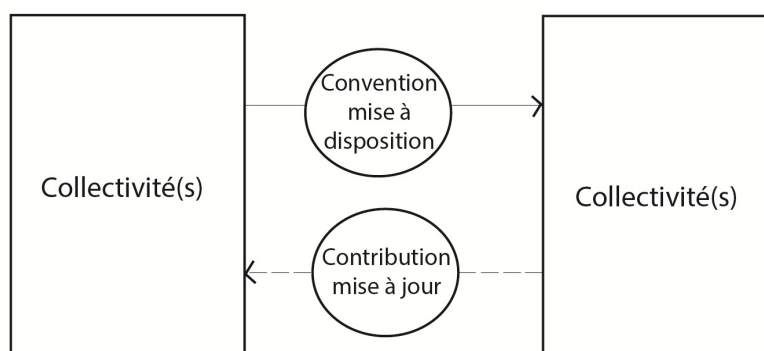 Collectivité(s)
Convention
mise à
disposition
Contribution
mise à jour
Collectivité(s)